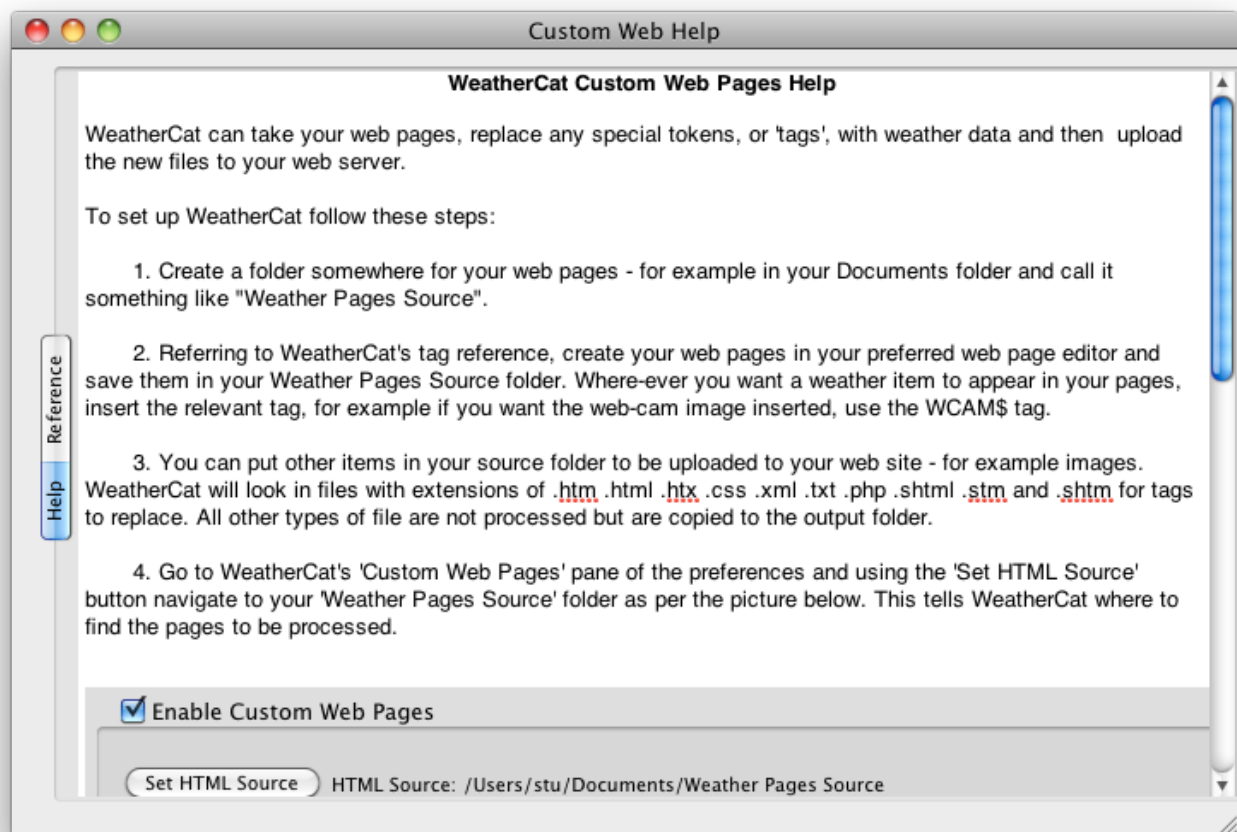 Custom Web Help
WeatherCat Custom Web Pages Help
WeatherCat can take your web pages, replace any special tokens, or 'tags', with weather data and then  upload
the new files to your web server.
To set up WeatherCat follow these steps:
1. Create a folder somewhere for your web pages - for example in your Documents folder and call it
something like "Weather Pages Source".
2. Referring to WeatherCat's tag reference, create your web pages in your preferred web page editor and
save them in your Weather Pages Source folder. Where-ever you want a weather item to appear in your pages,
insert the relevant tag, for example if you want the web-cam image inserted, use the WCAM$ tag.
3. You can put other items in your source folder to be uploaded to your web site - for example images.
WeatherCat will look in files with extensions of .htm .html .htx .css .xml .txt .php .shtml .stm and .shtm for tags
to replace. All other types of file are not processed but are copied to the output folder.
4. Go to WeatherCat's 'Custom Web Pages' pane of the preferences and using the 'Set HTML Source'
button navigate to your 'Weather Pages Source' folder as per the picture below. This tells WeatherCat where to
find the pages to be processed.
Enable Custom Web Pages
Set HTML Source HTML Source: /Users/stu/Documents/Weather Pages Source
Reference
Help